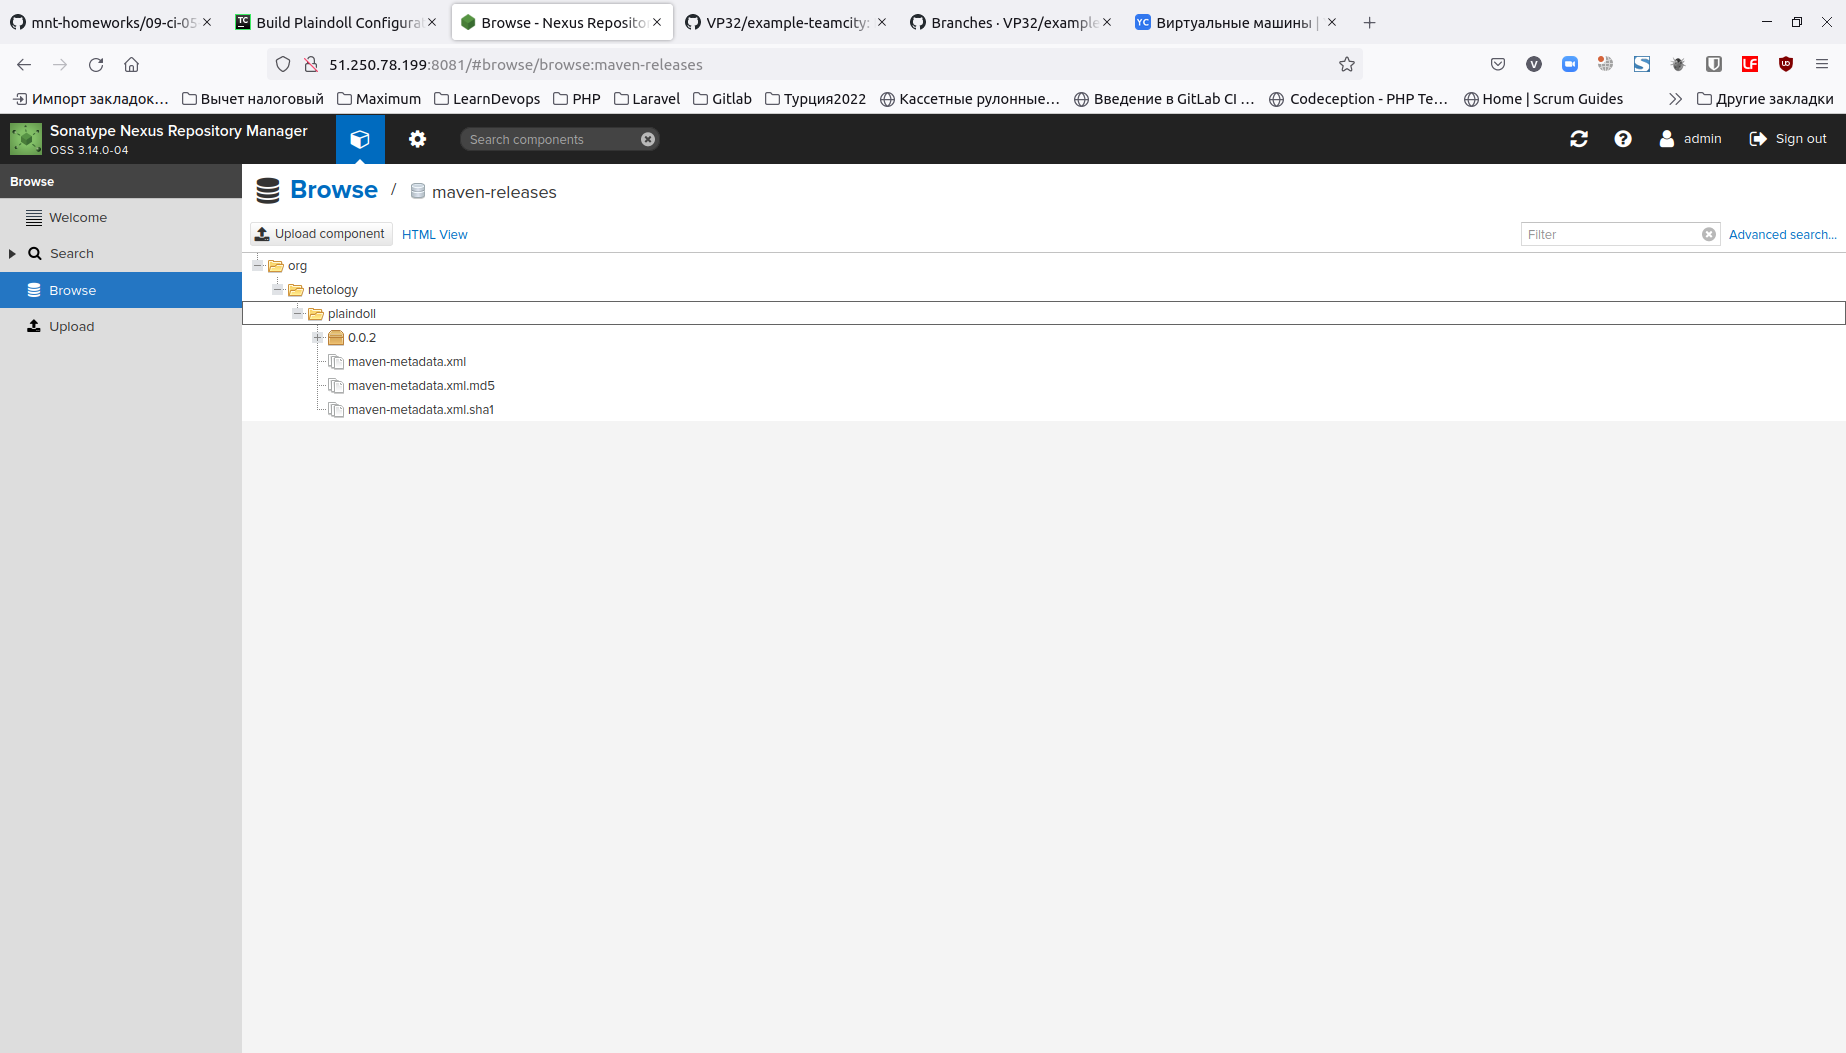 mnt-homeworks/09-ci-05
Build Plaindoll Configurat
Browse - Nexus Reposito
VP32/example-teamcity:
Branches · VP32/example
Виртуальные машины |
51.250.78.199:8081/#browse/browse:maven-releases
Импорт закладок… Вычет налоговый Maximum LearnDevops PHP Laravel Gitlab Турция2022 Кассетные рулонные… Введение в GitLab CI … Codeception - PHP Te… Home | Scrum Guides Другие закладки
Sonatype Nexus Repository Manager
OSS 3.14.0-04
Search components
admin
Sign out
Browse
Welcome
Search
Browse
Upload
Browse / maven-releases
Upload component HTML View
Filter
Advanced search...
org
netology
plaindoll
0.0.2
maven-metadata.xml
maven-metadata.xml.md5
maven-metadata.xml.sha1